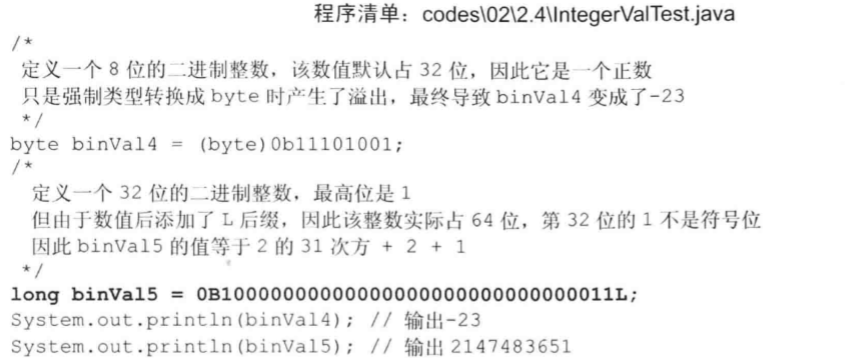 程序清单：codes\02\2.4\IntegerValTest.java
/*
定义一个 8 位的二进制整数，该数值默认占 32 位，因此它是一个正数
只是强制类型转换成 byte 时产生了溢出，最终导致 binVal4 变成了-23
*/
byte binVal4 = (byte)0b11101001;
/*
定义一个 32 位的二进制整数，最高位是 1
但由于数值后添加了 L 后缀，因此该整数实际占 64 位，第 32 位的 1 不是符号位
因此 binVal5 的值等于 2 的 31 次方 + 2 + 1
*/
long binVal5 = 0B10000000000000000000000000000011L;
System.out.println(binVal4); // 输出-23
System.out.println(binVal5); // 输出 2147483651